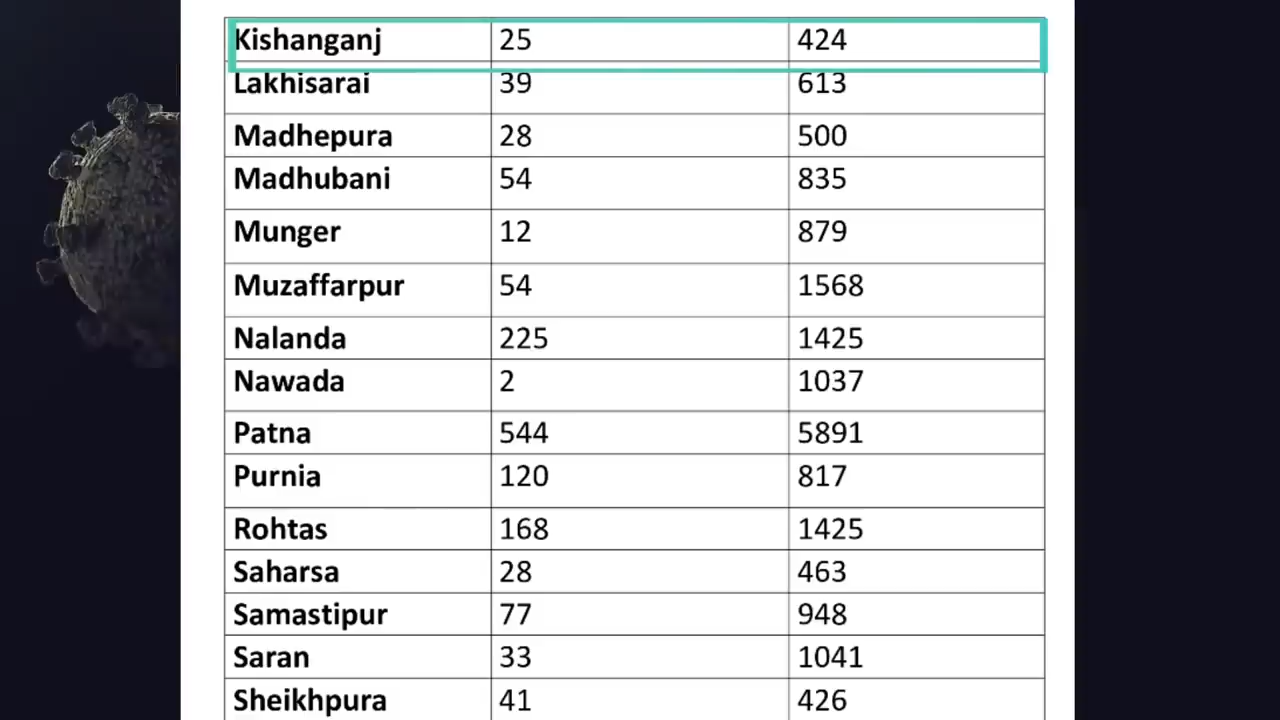 Kishanganj 25 424
Lakhisarai 39 613
Madhepura 28 500
Madhubani 54 835
Munger 12 879
Muzaffarpur 54 1568
Nalanda 225 1425
Nawada 2 1037
Patna 544 5891
Purnia 120 817
Rohtas 168 1425
Saharsa 28 463
Samastipur 77 948
Saran 33 1041
Sheikhpura 41 426